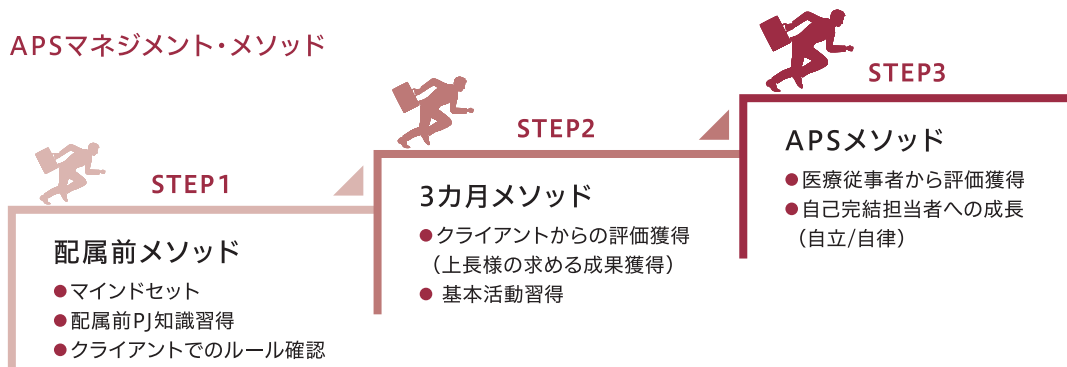 APSマネジメント・メソッド
STEP1
配属前メソッド
●マインドセット
●配属前PJ知識習得
●クライアントでのルール確認
STEP2
3カ月メソッド
●クライアントからの評価獲得
（上長様の求める成果獲得）
● 基本活動習得
STEP3
APSメソッド
●医療従事者から評価獲得
●自己完結担当者への成長
（自立/自律）